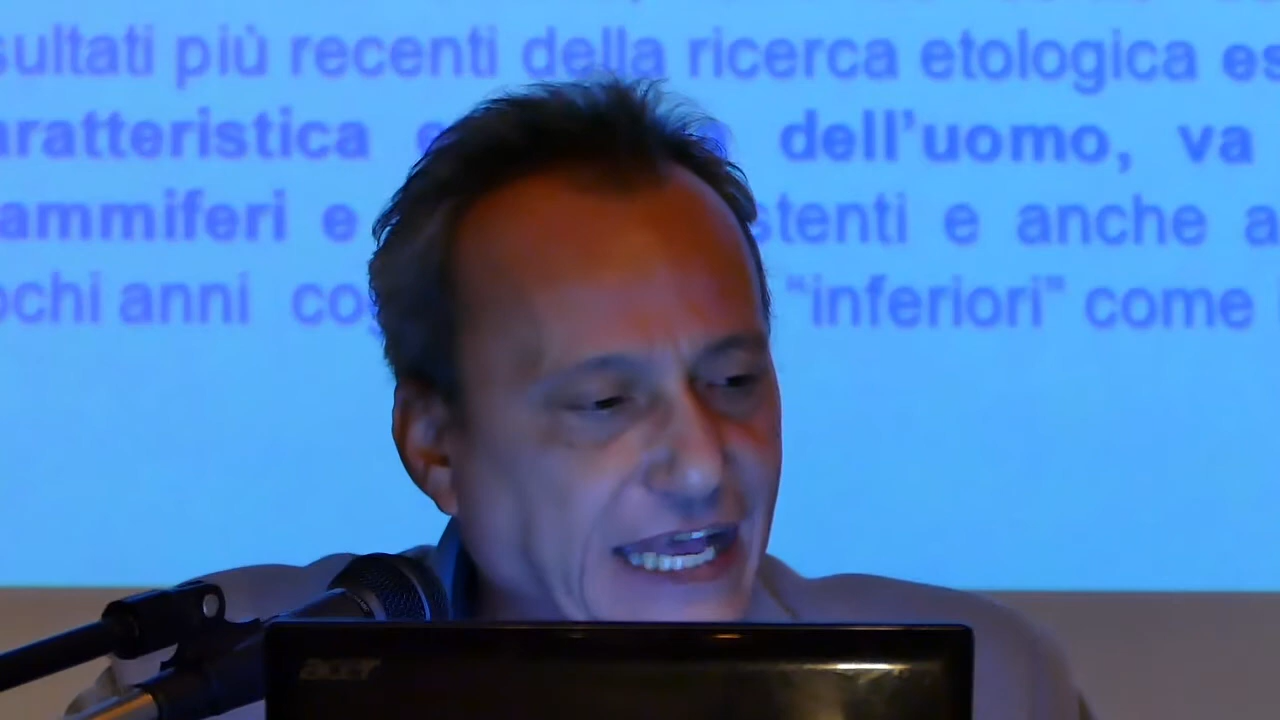 sultati più recenti della ricerca etologica es
aratteristica e dell'uomo, va
ammiferi e stenti e anche a
ochi anni co "inferiori" come
acer